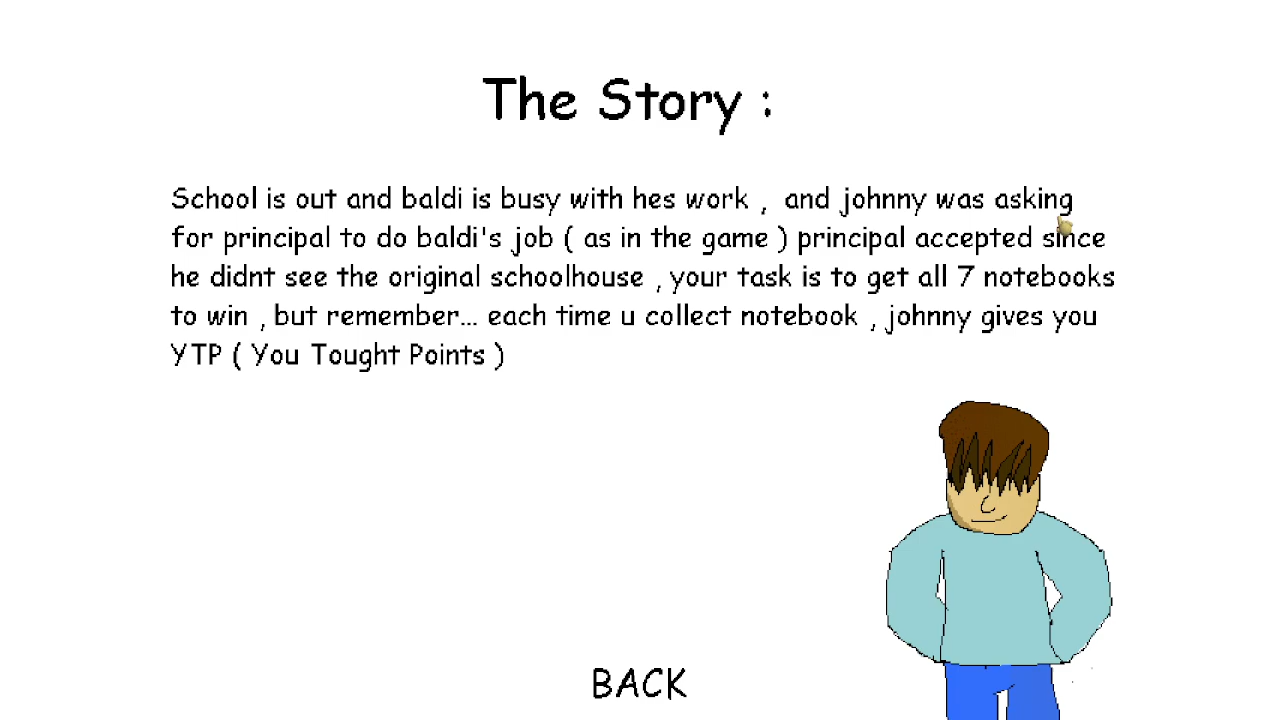 The Story :
School is out and baldi is busy with hes work , and johnny was asking
for principal to do baldi's job ( as in the game ) principal accepted since
he didnt see the original schoolhouse , your task is to get all 7 notebooks
to win , but remember... each time u collect notebook , johnny gives you
YTP ( You Tought Points )
BACK